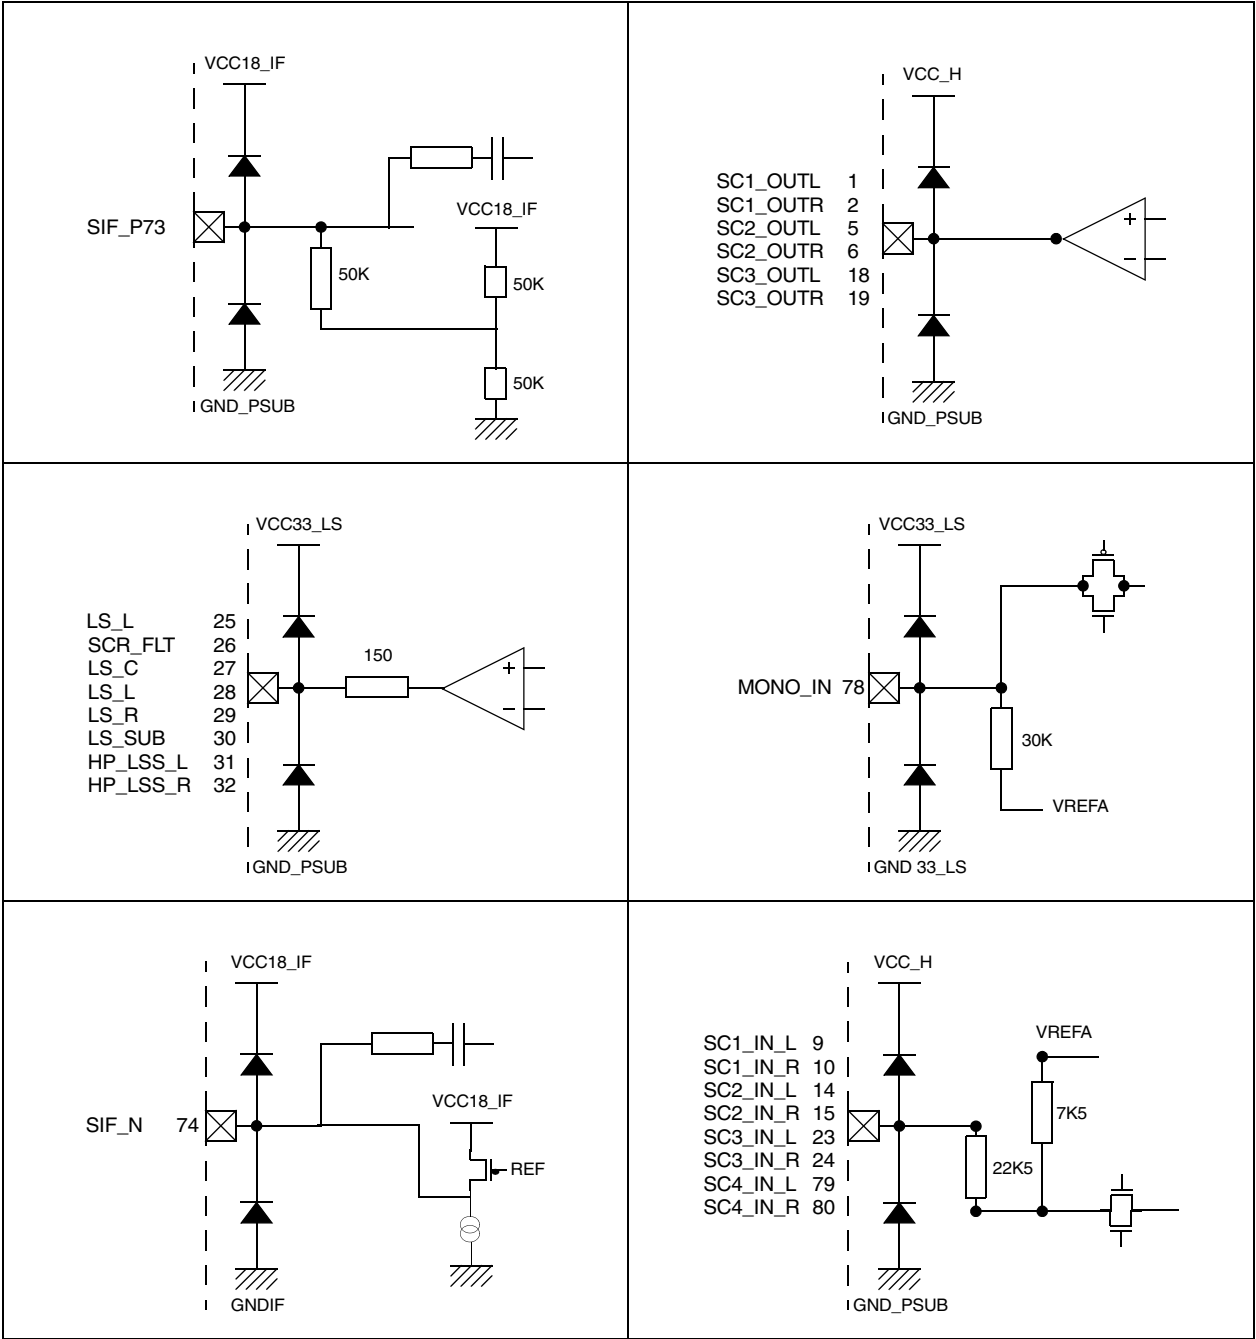 VCC18_IF
SIF_P73
50K
VCC18_IF
50K
50K
GND_PSUB
VCC_H
SC1_OUTL 1
SC1_OUTR 2
SC2_OUTL 5
SC2_OUTR 6
SC3_OUTL 18
SC3_OUTR 19
+
−
GND_PSUB
VCC33_LS
LS_L 25
SCR_FLT 26
LS_C 27
LS_L 28
LS_R 29
LS_SUB 30
HP_LSS_L 31
HP_LSS_R 32
150
+
−
GND_PSUB
VCC33_LS
MONO_IN 78
30K
VREFA
GND 33_LS
VCC18_IF
SIF_N 74
VCC18_IF
REF
GNDIF
VCC_H
SC1_IN_L 9
SC1_IN_R 10
SC2_IN_L 14
SC2_IN_R 15
SC3_IN_L 23
SC3_IN_R 24
SC4_IN_L 79
SC4_IN_R 80
VREFA
7K5
22K5
GND_PSUB